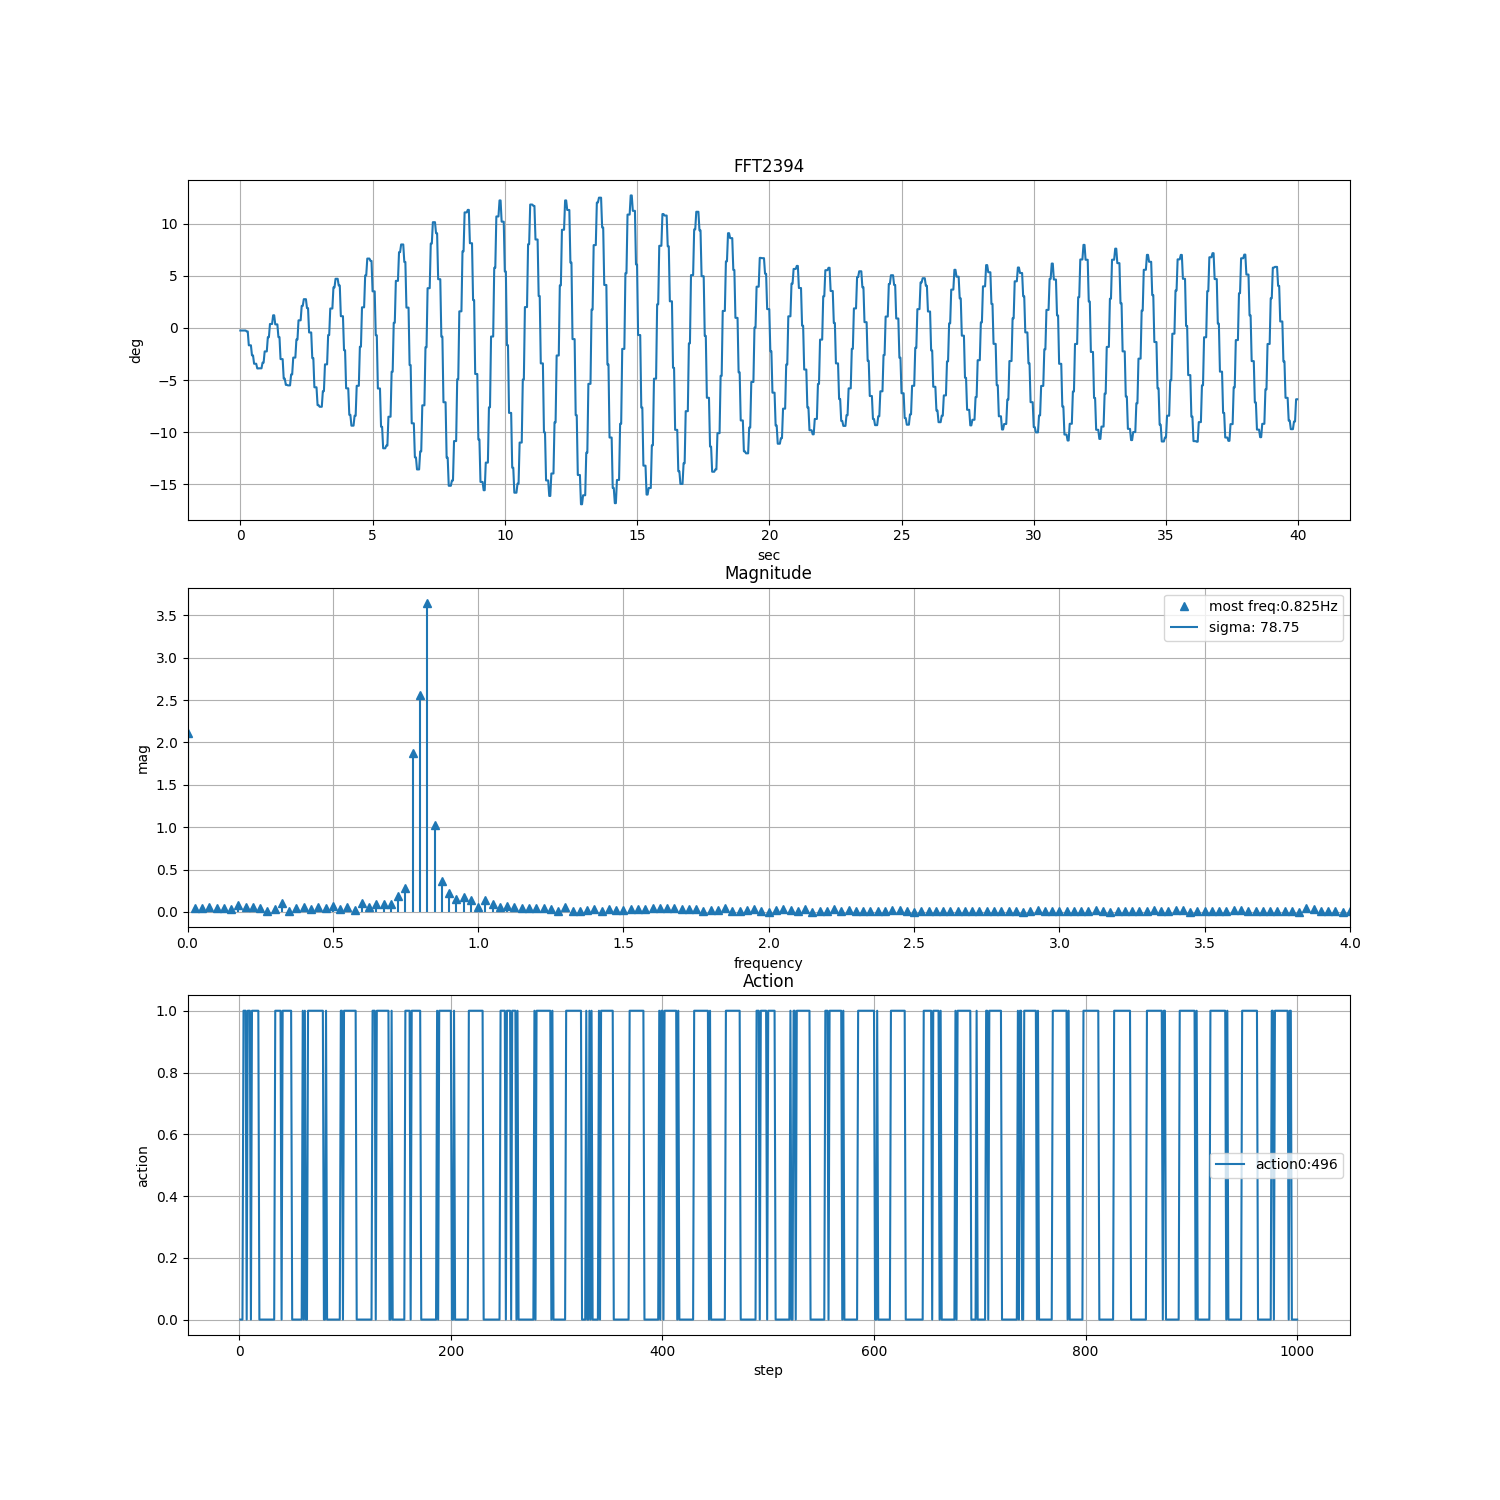 FFT2394
10
5
0
−5
−10
−15
deg
0 5 10 15 20 25 30 35 40
sec
Magnitude
most freq:0.825Hz
sigma: 78.75
3.5
3.0
2.5
2.0
1.5
1.0
0.5
0.0
mag
0.0 0.5 1.0 1.5 2.0 2.5 3.0 3.5 4.0
frequency
Action
1.0
0.8
0.6
0.4
0.2
0.0
action
action0:496
0 200 400 600 800 1000
step